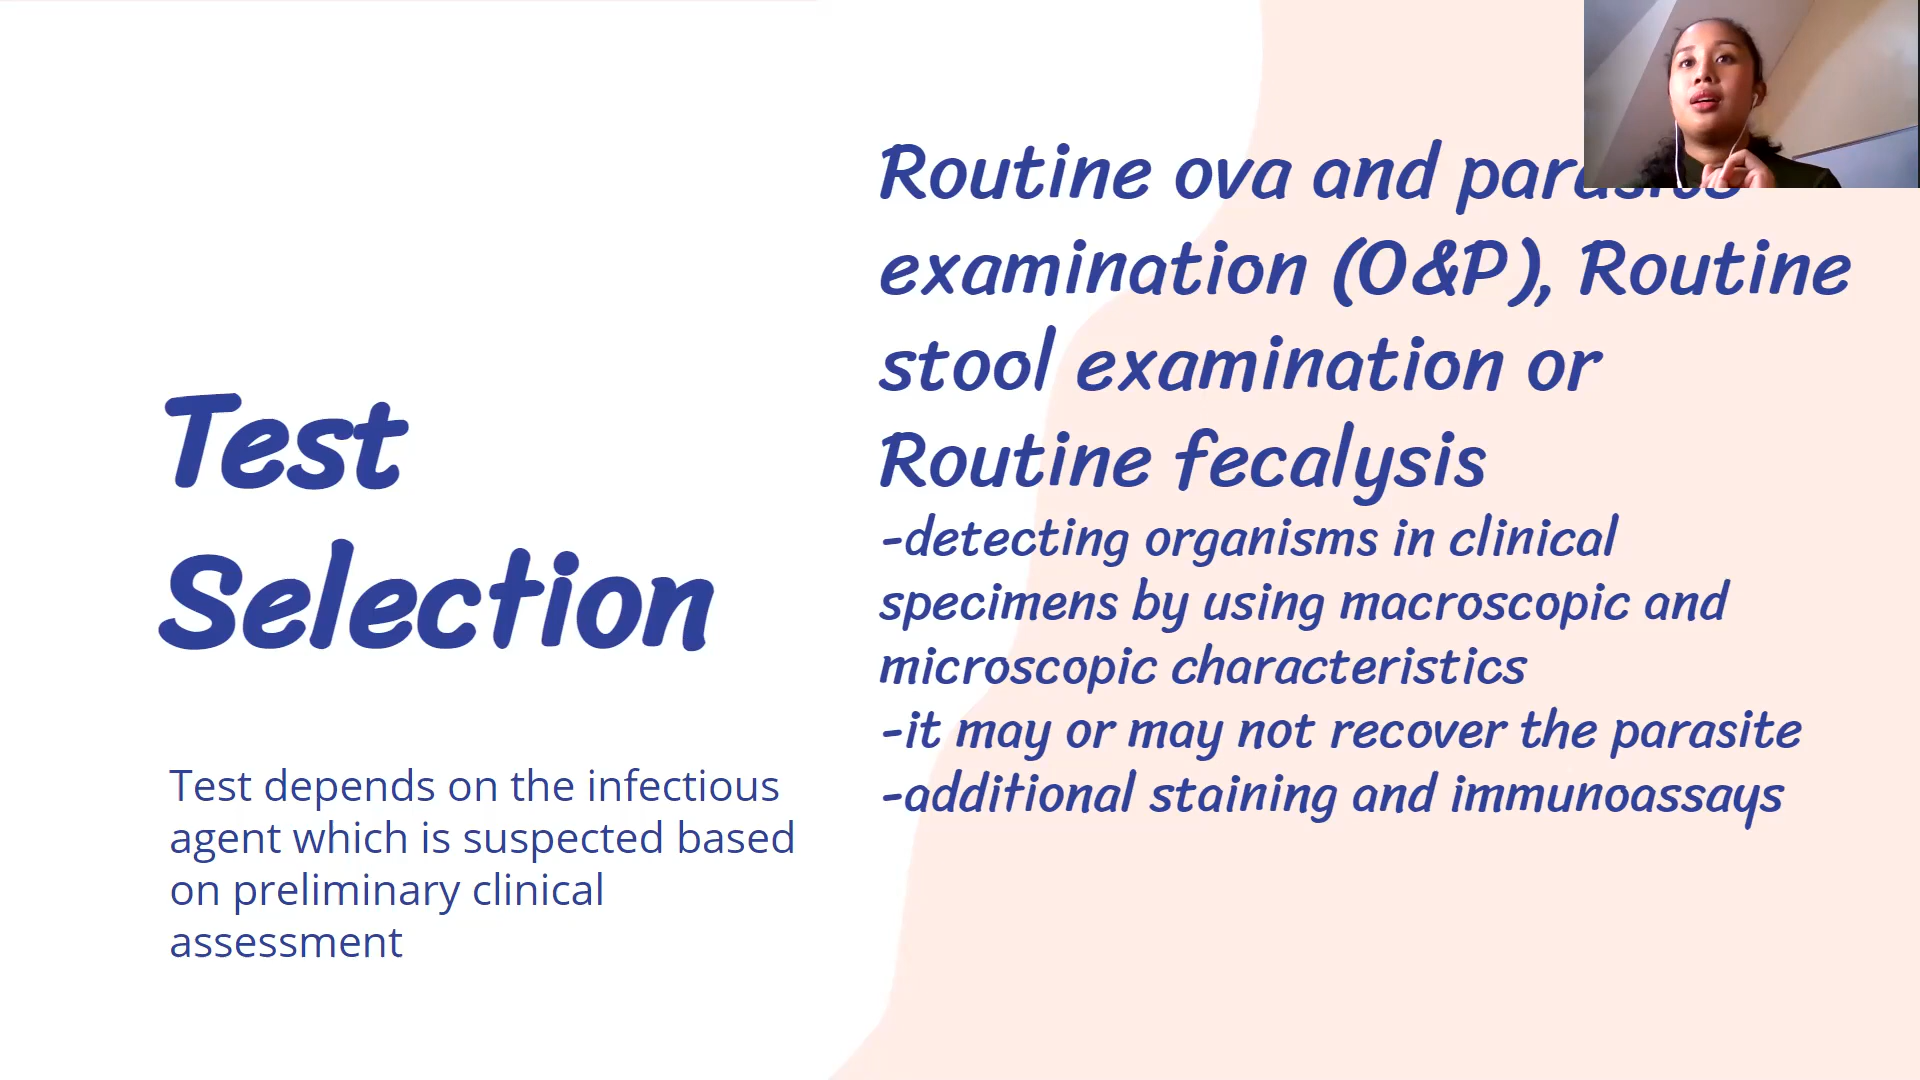 Test
Selection
Test depends on the infectious
agent which is suspected based
on preliminary clinical
assessment
Routine ova and parasite
examination (O&P), Routine
stool examination or
Routine fecalysis
-detecting organisms in clinical
specimens by using macroscopic and
microscopic characteristics
-it may or may not recover the parasite
-additional staining and immunoassays